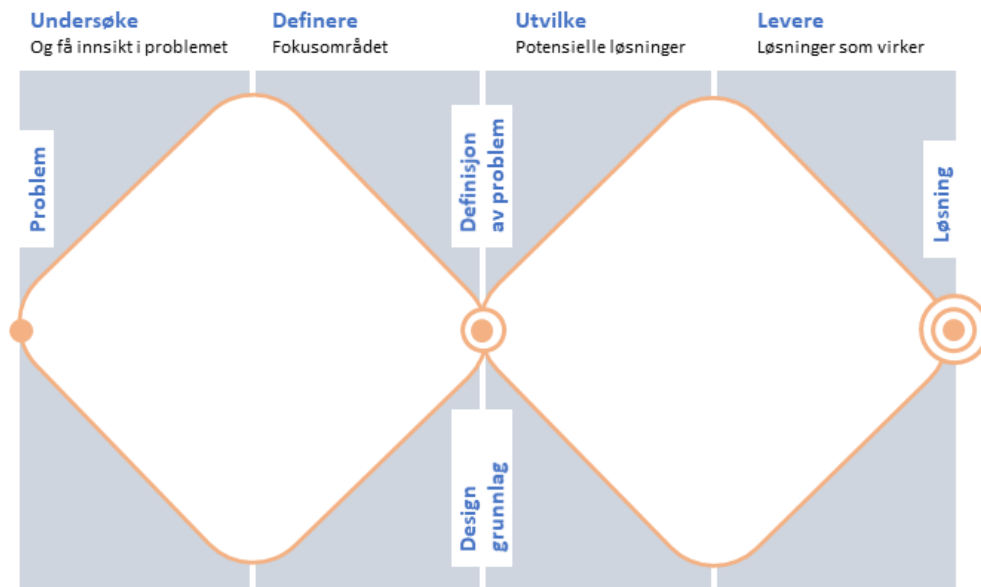 Undersøke
Og få innsikt i problemet
Definere
Fokusområdet
Utvilke
Potensielle løsninger
Levere
Løsninger som virker
Problem
Definisjon
av problem
Løsning
Design
grunnlag